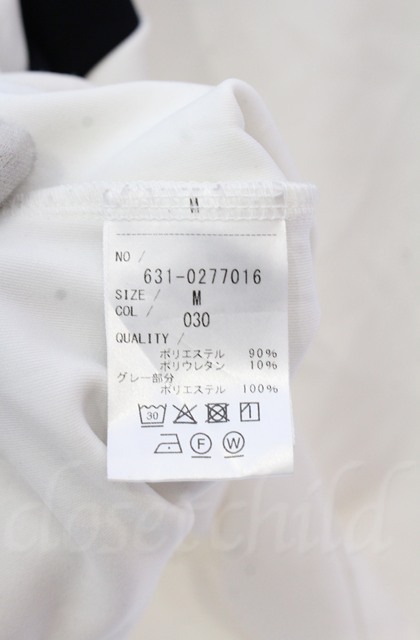 M
NO /
631-0277016
SIZE / M
COL / 030
QUALITY /
ポリエステル 90%
ポリウレタン 10%
グレー部分
ポリエステル 100%
30
F W
closet child